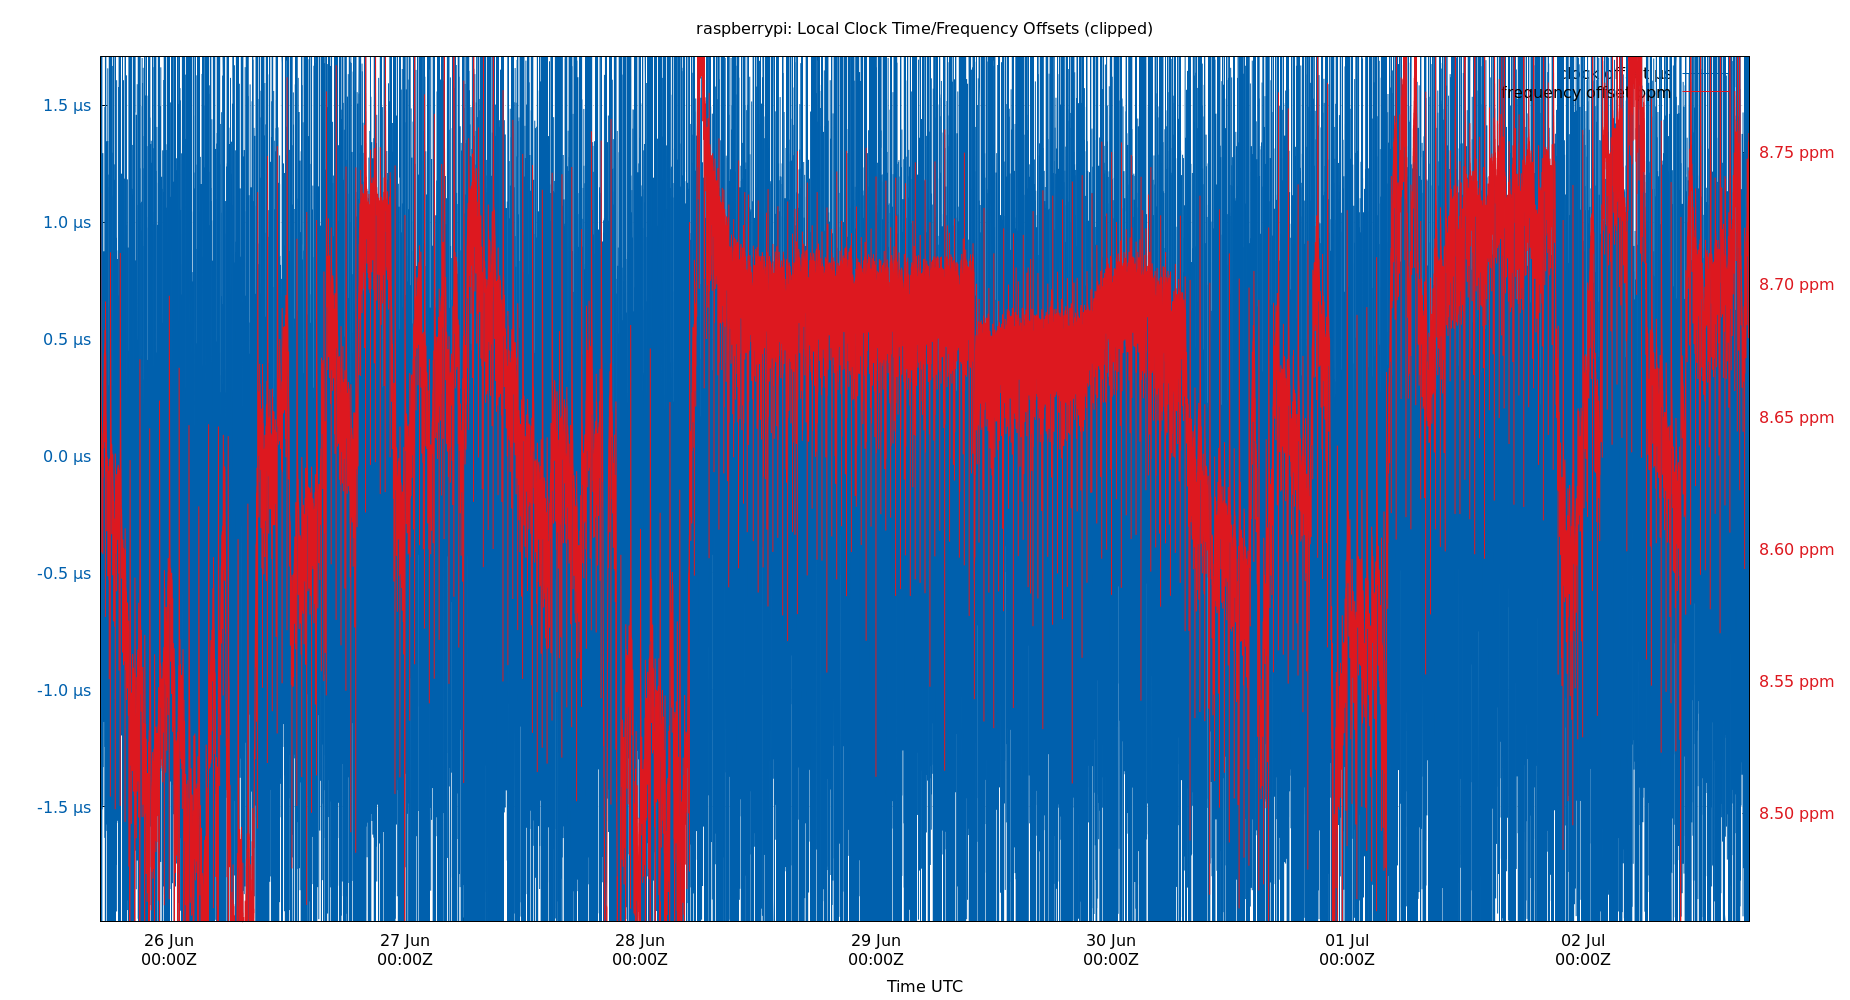 raspberrypi: Local Clock Time/Frequency Offsets (clipped)
clock offset µs
frequency offset ppm
1.5 µs
1.0 µs
0.5 µs
0.0 µs
-0.5 µs
-1.0 µs
-1.5 µs
8.75 ppm
8.70 ppm
8.65 ppm
8.60 ppm
8.55 ppm
8.50 ppm
26 Jun
00:00Z
27 Jun
00:00Z
28 Jun
00:00Z
29 Jun
00:00Z
30 Jun
00:00Z
01 Jul
00:00Z
02 Jul
00:00Z
Time UTC